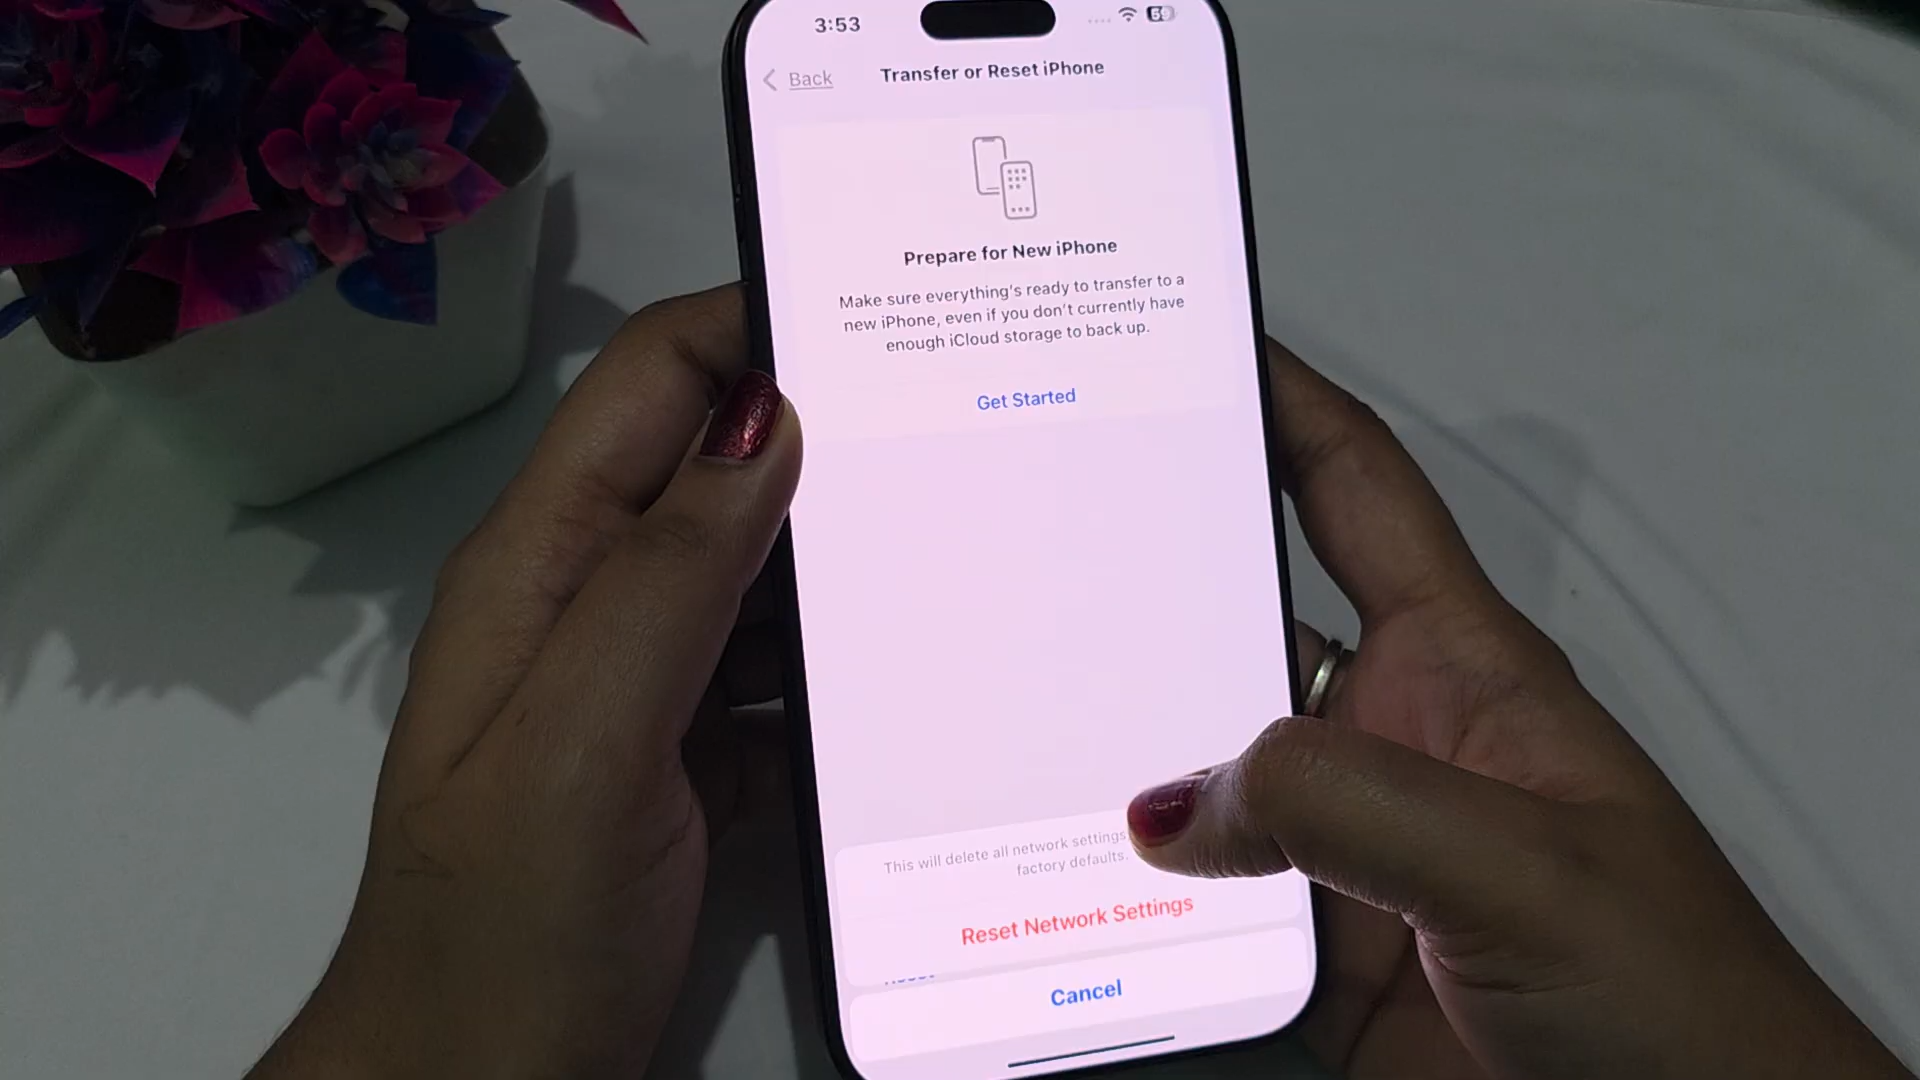 3:53
59
Back
Transfer or Reset iPhone
Prepare for New iPhone
Make sure everything's ready to transfer to a
new iPhone, even if you don't currently have
enough iCloud storage to back up.
Get Started
This will delete all network settings
factory defaults.
Reset Network Settings
Cancel